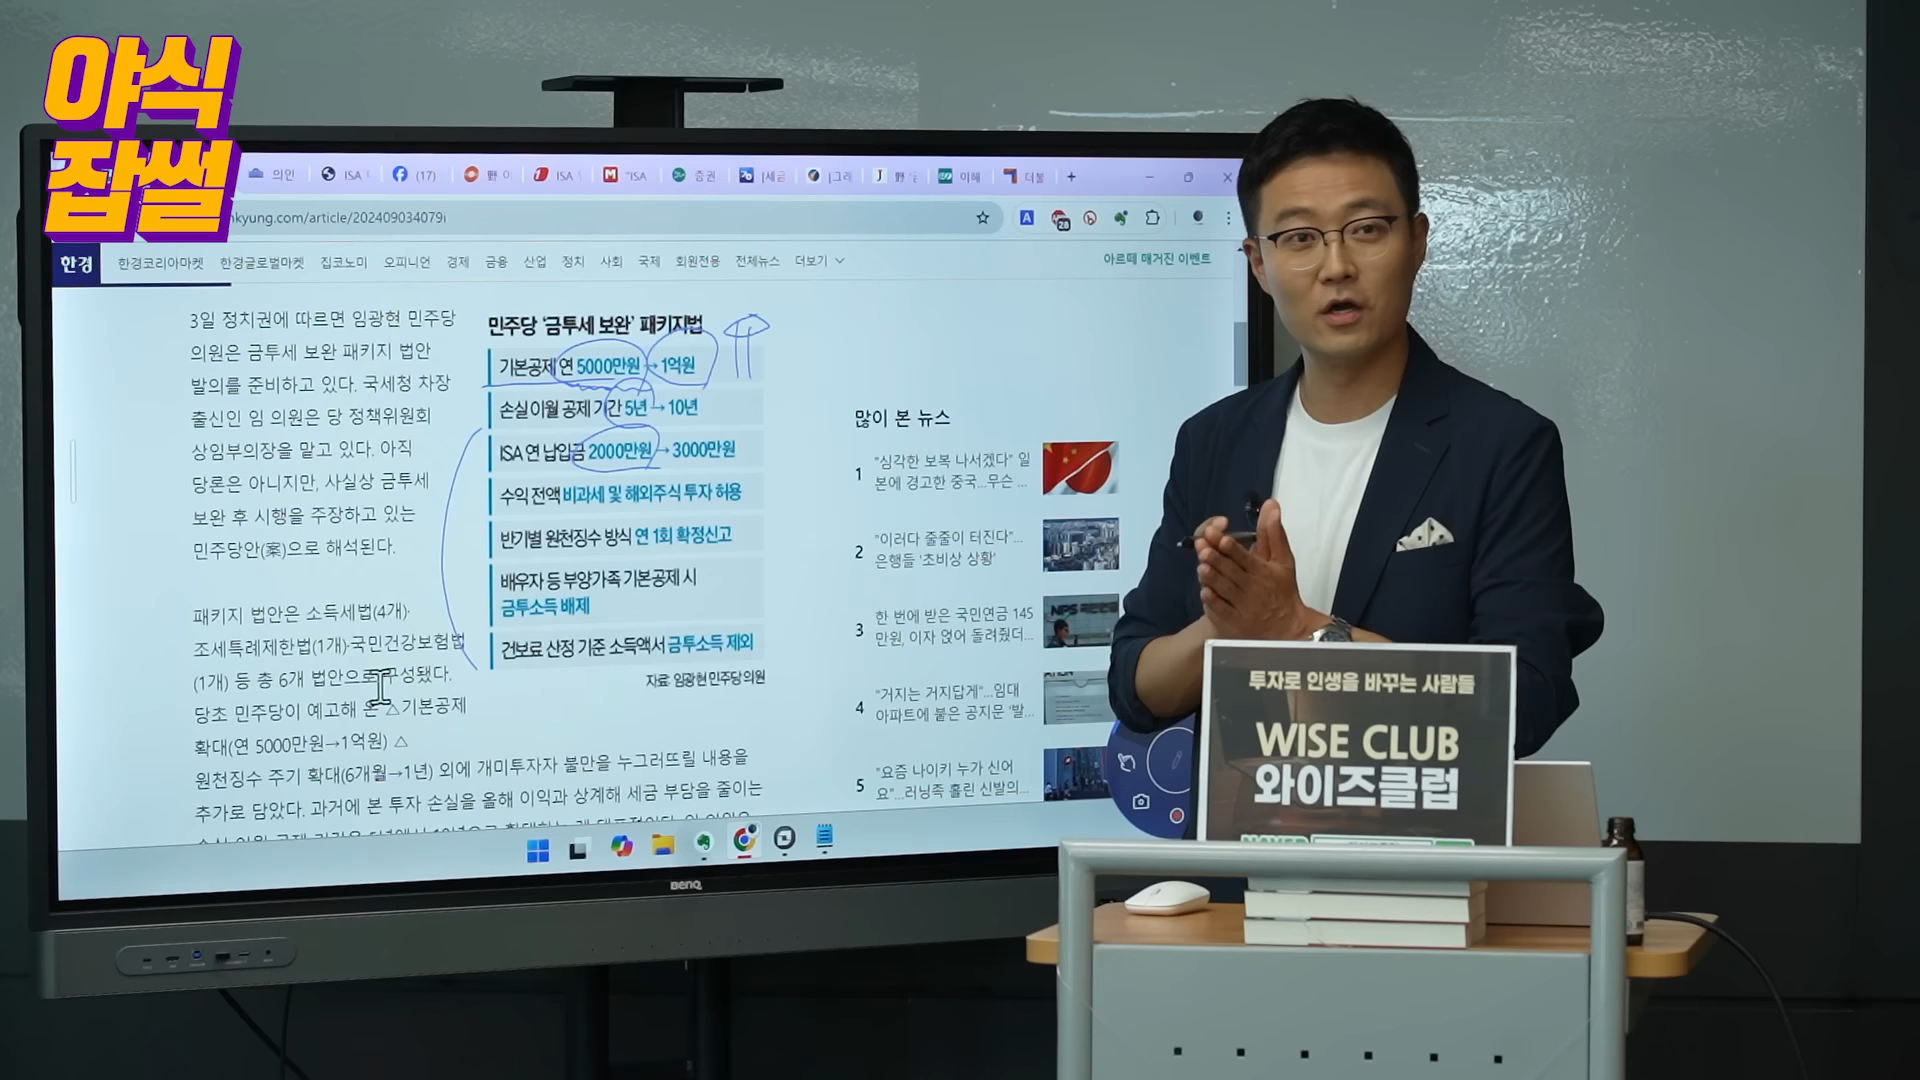 야식
잡썰
의인
ISA
(17)
ISA
"ISA
증권
[세금
이해
더불
hkyung.com/article/202409034079i
한경
한경코리아마켓 한경글로벌마켓 집코노미 오피니언 경제 금융 산업 정치 사회 국제 회원전용 전체뉴스 더보기
아르떼 매거진 이벤트
3일 정치권에 따르면 임광현 민주당
의원은 금투세 보완 패키지 법안
발의를 준비하고 있다. 국세청 차장
출신인 임 의원은 당 정책위원회
상임부의장을 맡고 있다. 아직
당론은 아니지만, 사실상 금투세
보완 후 시행을 주장하고 있는
민주당안(案)으로 해석된다.
패키지 법안은 소득세법(4개)·
조세특례제한법(1개)·국민건강보험법
(1개) 등 총 6개 법안으로 구성됐다.
당초 민주당이 예고해 온 △기본공제
확대(연 5000만원→1억원) △
원천징수 주기 확대(6개월→1년) 외에 개미투자자 불만을 누그러뜨릴 내용을
추가로 담았다. 과거에 본 투자 손실을 올해 이익과 상계해 세금 부담을 줄이는
민주당 '금투세 보완' 패키지법
기본공제 연 5000만원 → 1억원
손실이월 공제 기간 5년 → 10년
ISA 연 납입금 2000만원 → 3000만원
수익 전액 비과세 및 해외주식 투자 허용
반기별 원천징수 방식 연 1회 확정신고
배우자 등 부양가족 기본공제 시
금투소득 배제
건보료 산정 기준 소득액서 금투소득 제외
자료: 임광현 민주당 의원
많이 본 뉴스
1 "심각한 보복 나서겠다" 일
본에 경고한 중국...무슨 ...
2 "이러다 줄줄이 터진다"...
은행들 '초비상 상황'
3 한 번에 받은 국민연금 145
만원, 이자 얹어 돌려줬더...
4 "거지는 거지답게"...임대
아파트에 붙은 공지문 '발...
5 "요즘 나이키 누가 신어
요"...러닝족 홀린 신발의...
BenQ
투자로 인생을 바꾸는 사람들
WISE CLUB
와이즈클럽
NAVER